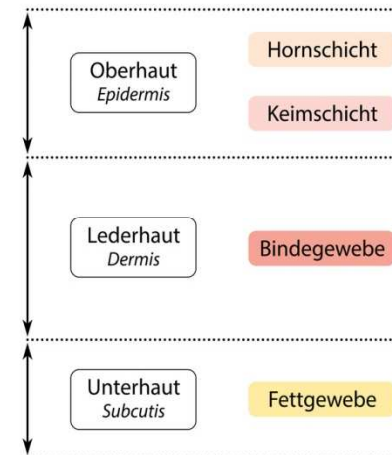 Oberhaut
Epidermis
Hornschicht
Keimschicht
Lederhaut
Dermis
Bindegewebe
Unterhaut
Subcutis
Fettgewebe